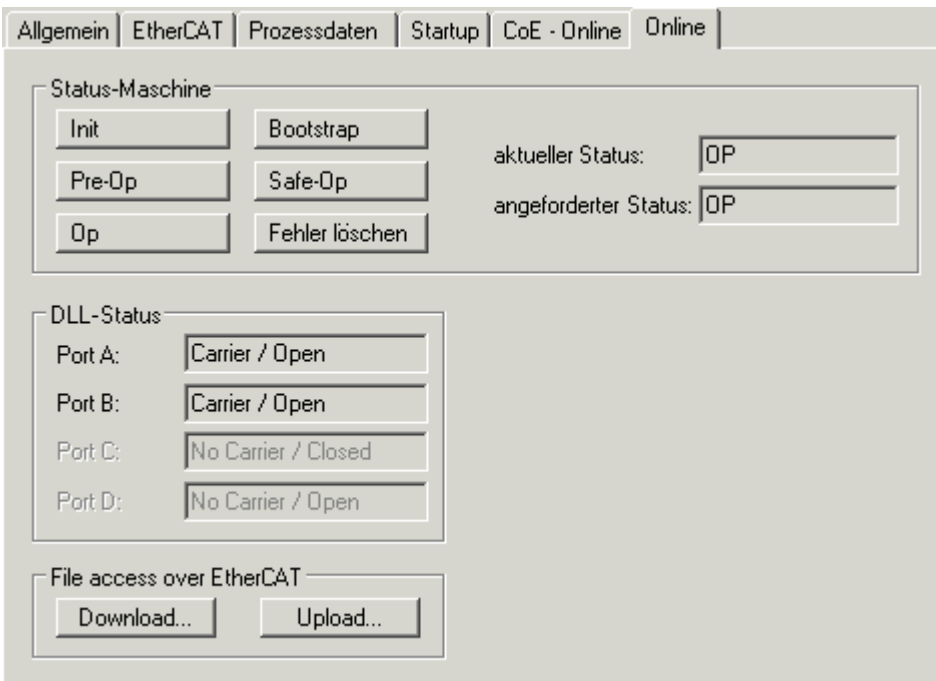 Allgemein EtherCAT Prozessdaten Startup CoE - Online Online
Status-Maschine
Init Bootstrap
aktueller Status: OP
Pre-Op Safe-Op
angeforderter Status: OP
Op Fehler löschen
DLL-Status
Port A: Carrier / Open
Port B: Carrier / Open
Port C: No Carrier / Closed
Port D: No Carrier / Open
File access over EtherCAT
Download... Upload...